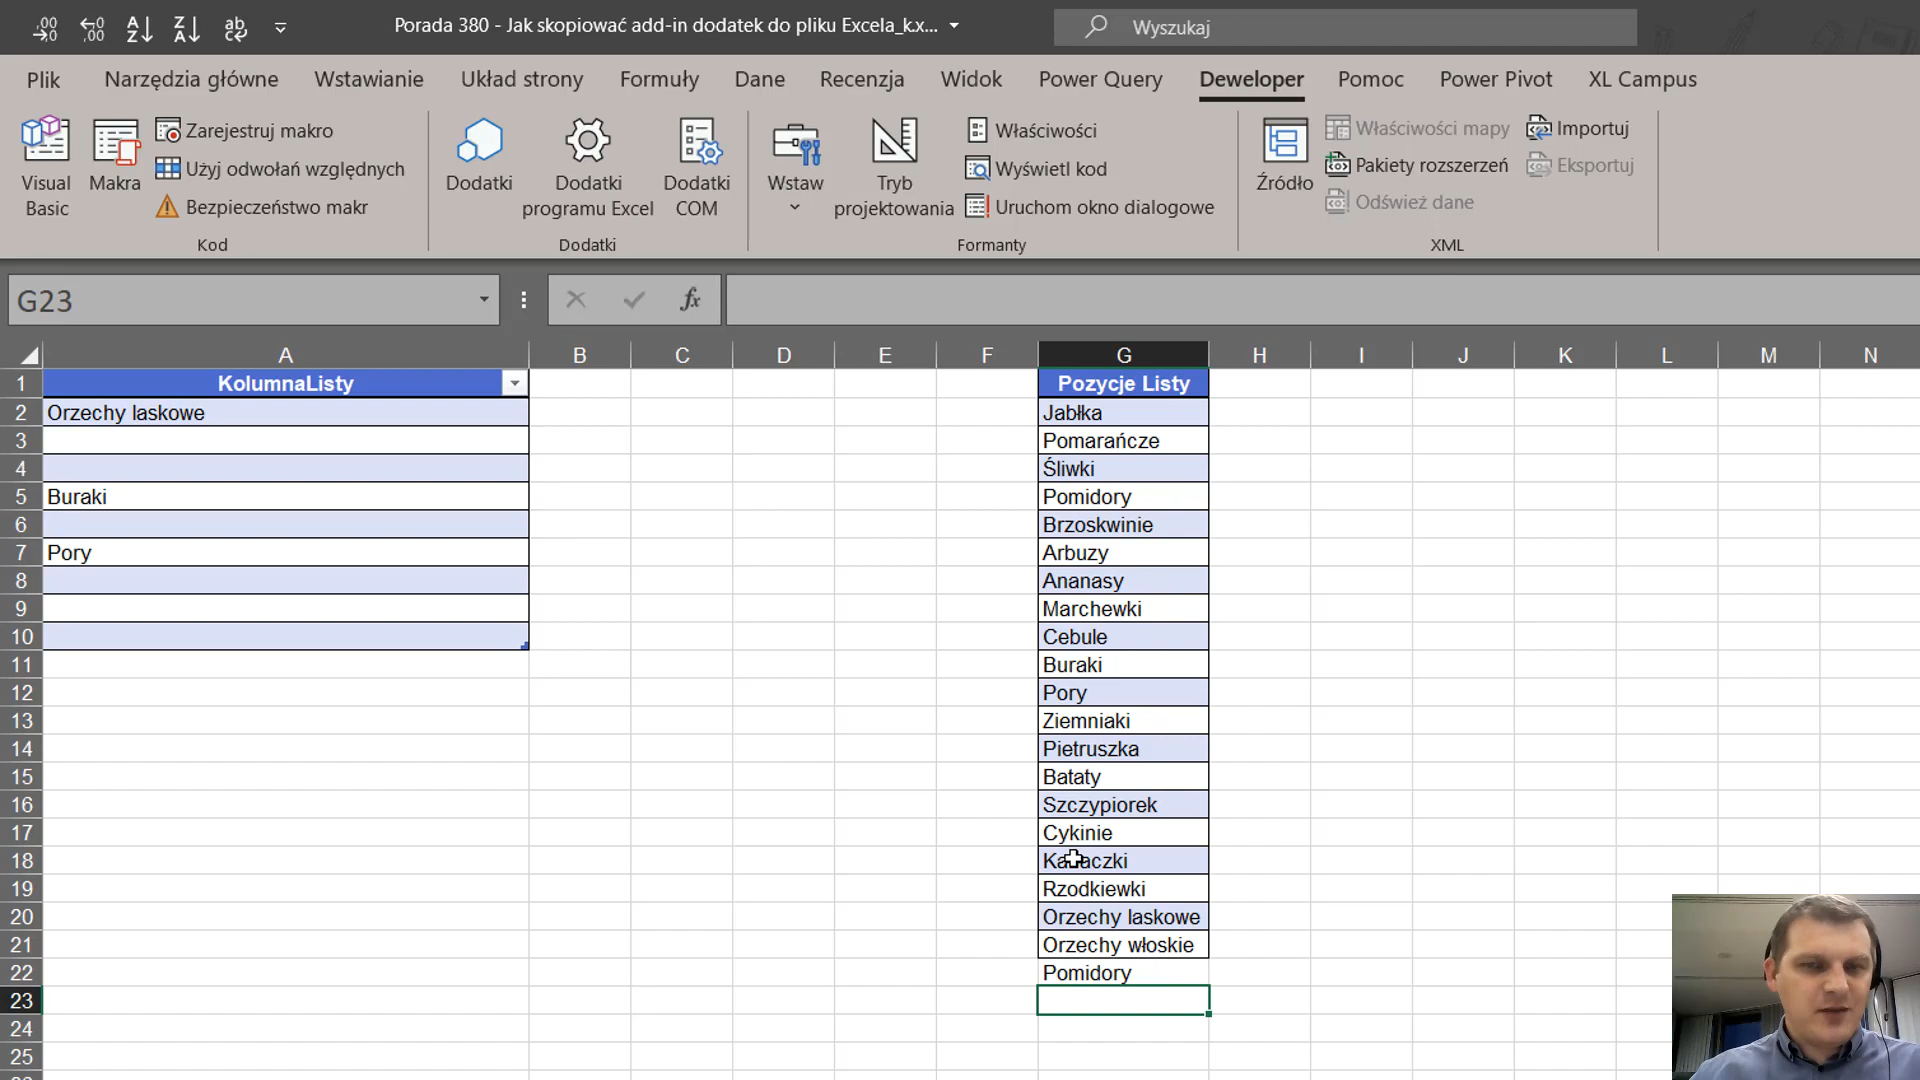 Porada 380 - Jak skopiować add-in dodatek do pliku Excela_k.x...
Wyszukaj
Plik Narzędzia główne Wstawianie Układ strony Formuły Dane Recenzja Widok Power Query Deweloper Pomoc Power Pivot XL Campus
Visual Basic
Makra
Zarejestruj makro
Użyj odwołań względnych
Bezpieczeństwo makr
Kod
Dodatki
Dodatki programu Excel
Dodatki COM
Dodatki
Wstaw
Tryb projektowania
Właściwości
Wyświetl kod
Uruchom okno dialogowe
Formanty
Źródło
Właściwości mapy
Pakiety rozszerzeń
Odśwież dane
Importuj
Eksportuj
XML
G23
fx
A B C D E F G H I J K L M N
1 KolumnaListy Pozycje Listy
2 Orzechy laskowe Jabłka
3 Pomarańcze
4 Śliwki
5 Buraki Pomidory
6 Brzoskwinie
7 Pory Arbuzy
8 Ananasy
9 Marchewki
10 Cebule
11 Buraki
12 Pory
13 Ziemniaki
14 Pietruszka
15 Bataty
16 Szczypiorek
17 Cykinie
18
19 Rzodkiewki
20 Orzechy laskowe
21 Orzechy włoskie
22 Pomidory
23
24
25